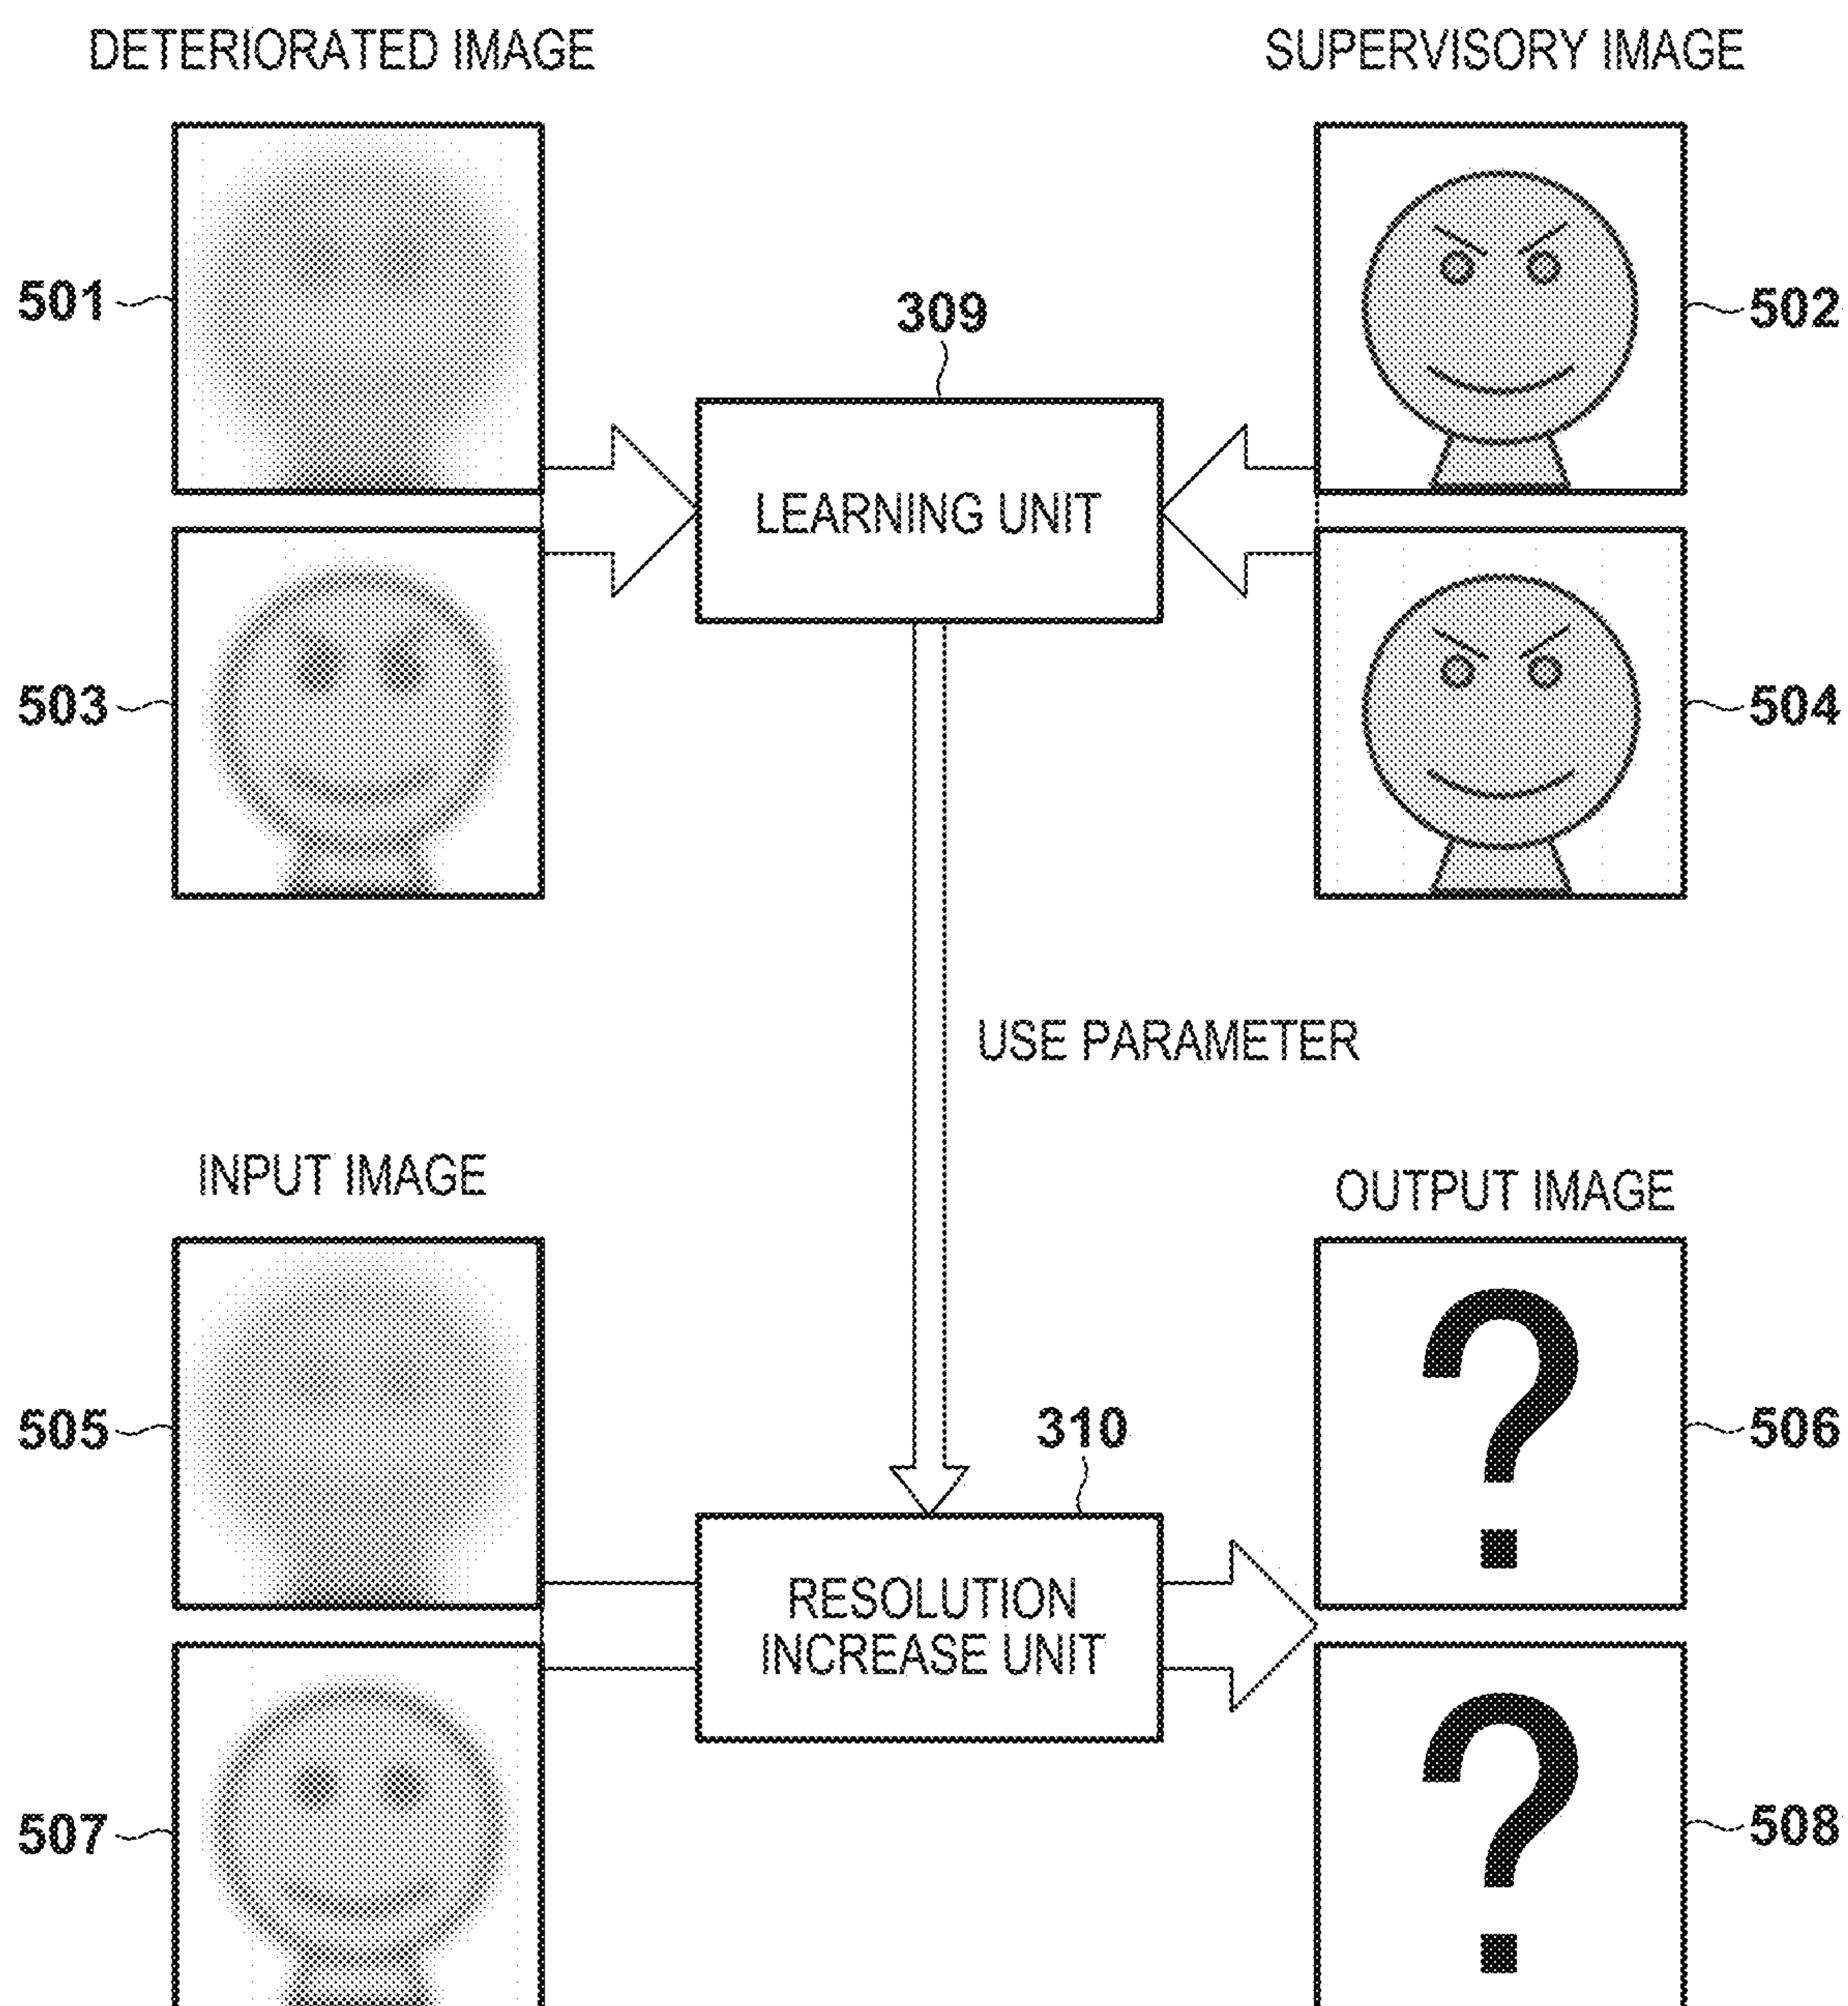 DETERIORATED IMAGE
SUPERVISORY IMAGE
501
502
309
LEARNING UNIT
503
504
USE PARAMETER
INPUT IMAGE
OUTPUT IMAGE
505
310
506
?
RESOLUTION
INCREASE UNIT
507
508
?